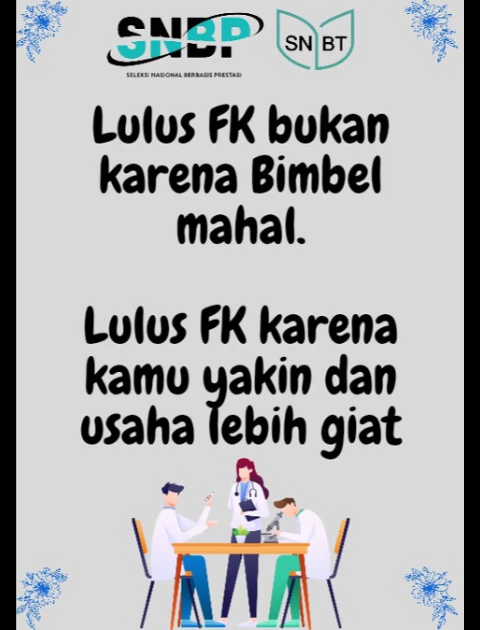 SNBP
SN BT
SELEKSI NASIONAL BERBASIS PRESTASI
Lulus FK bukan
karena Bimbel
mahal.
Lulus FK karena
kamu yakin dan
usaha lebih giat